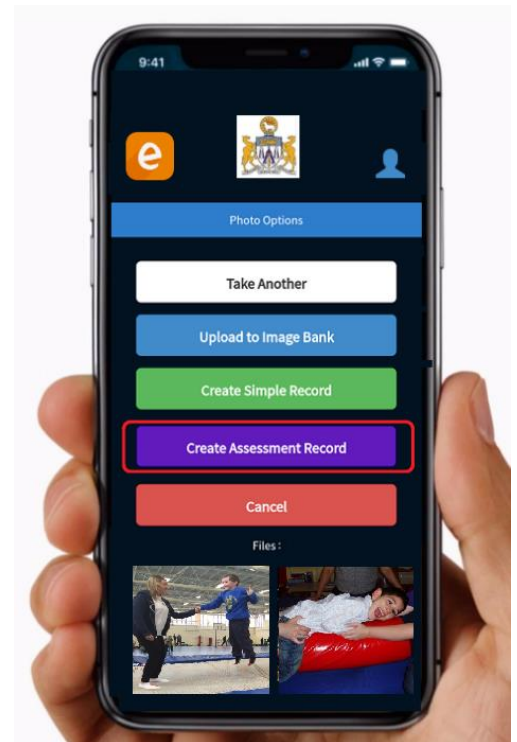 9:41
e
Photo Options
Take Another
Upload to Image Bank
Create Simple Record
Create Assessment Record
Cancel
Files: